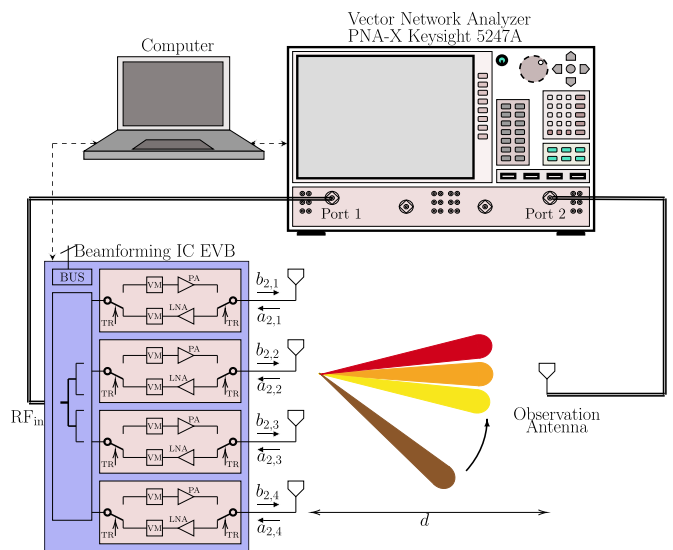 Vector Network Analyzer
PNA-X Keysight 5247A
Computer
Port 1
Port 2
Beamforming IC EVB
BUS
RFin
VM
PA
LNA
VM
TR
TR
b2,1
a2,1
VM
PA
LNA
VM
TR
TR
b2,2
a2,2
VM
PA
LNA
VM
TR
TR
b2,3
a2,3
VM
PA
LNA
VM
TR
TR
b2,4
a2,4
Observation
Antenna
d